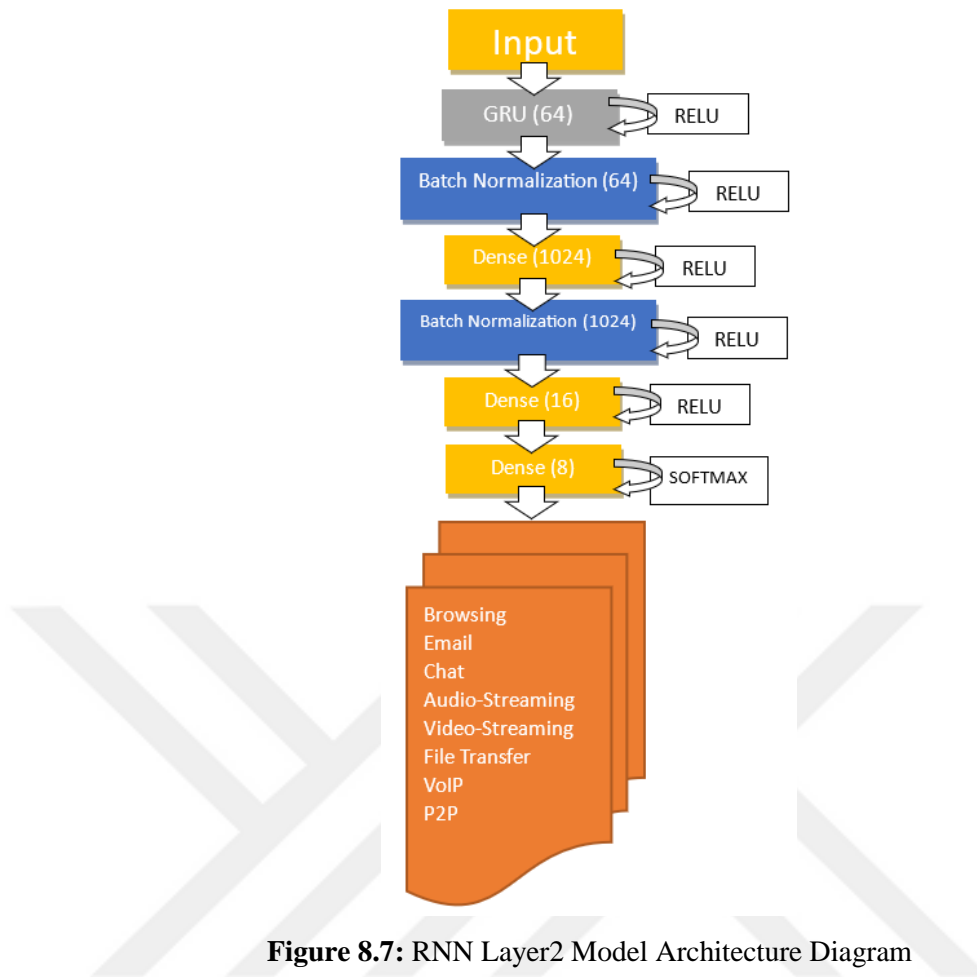 Input
GRU (64)
RELU
Batch Normalization (64)
RELU
Dense (1024)
RELU
Batch Normalization (1024)
RELU
Dense (16)
RELU
Dense (8)
SOFTMAX
Browsing
Email
Chat
Audio-Streaming
Video-Streaming
File Transfer
VoIP
P2P
Figure 8.7: RNN Layer2 Model Architecture Diagram